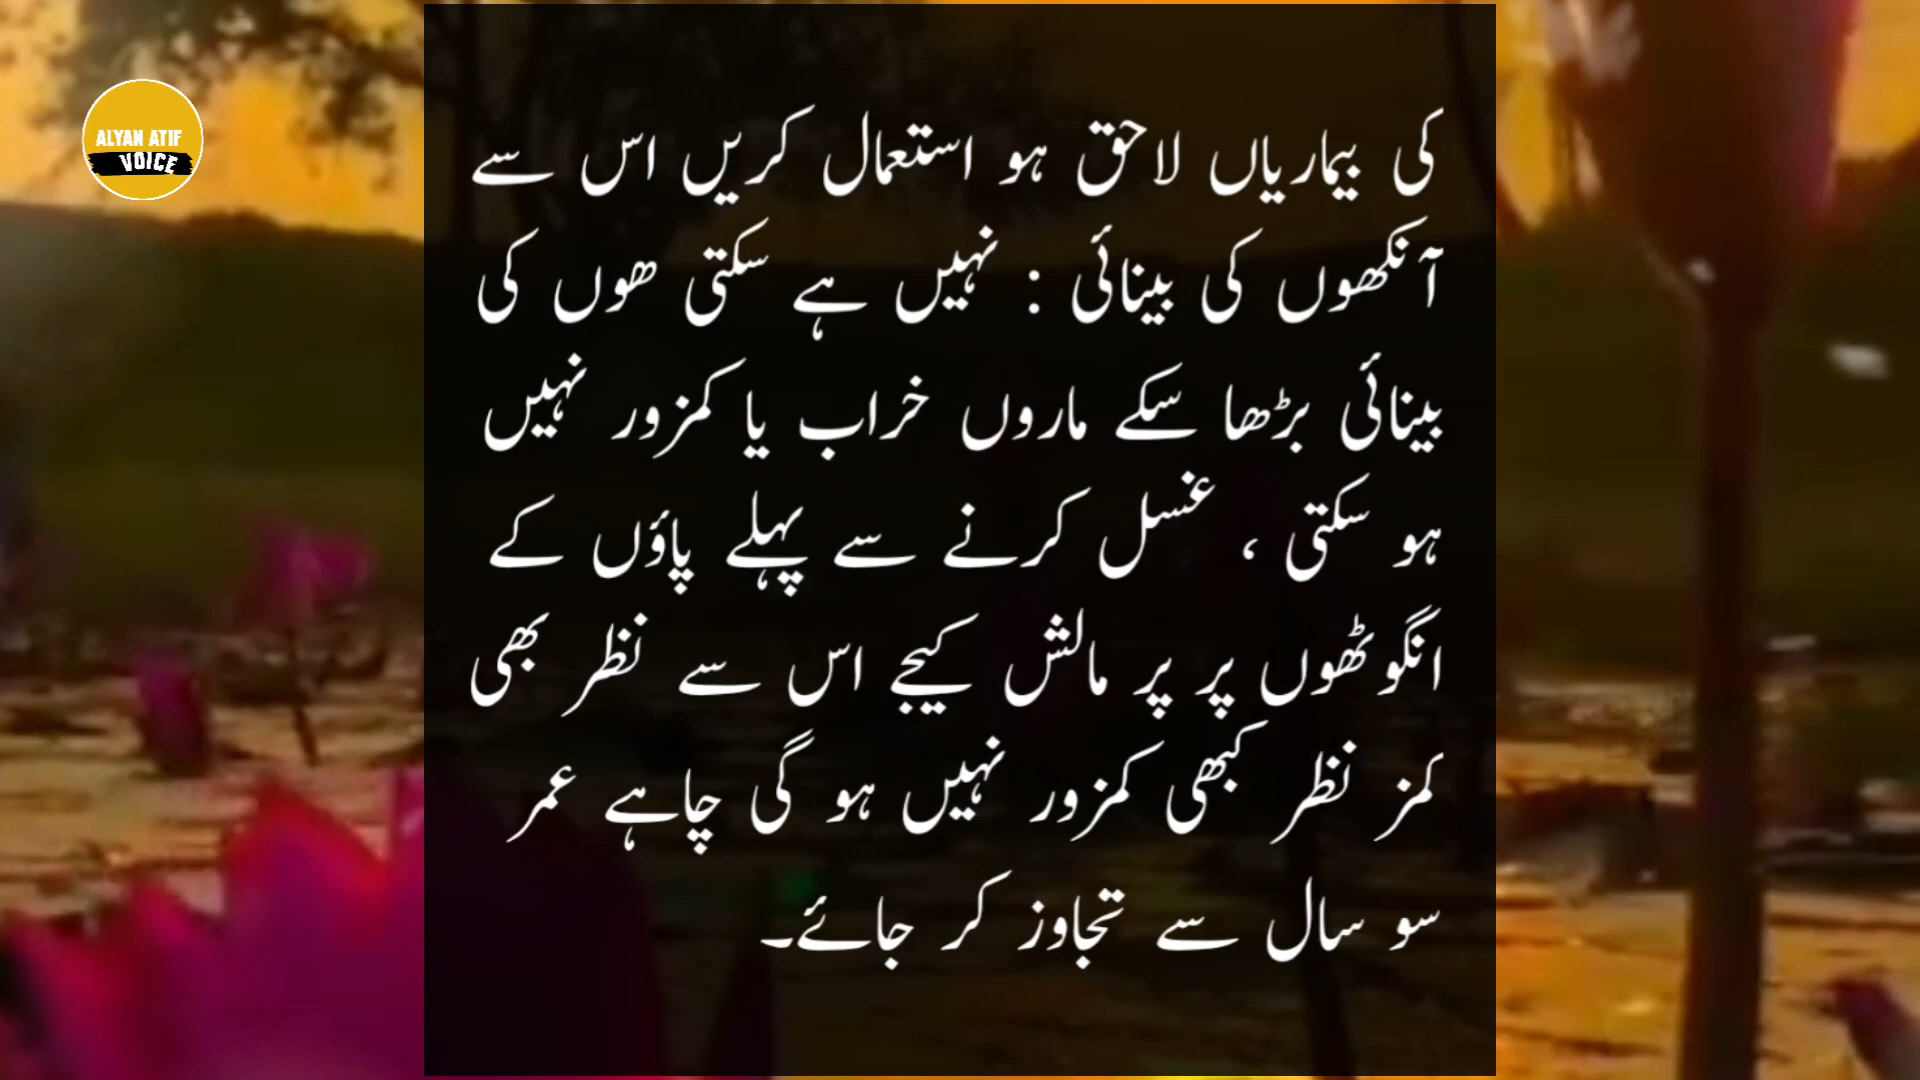 ALYAN ATIF
VOICE
کی بیماریاں لاحق ہو استعمال کریں اس سے
آنکھوں کی بینائی : نہیں ہے سکتی ھوں کی
بینائی بڑھا سکے ماروں خراب یا کمزور نہیں
ہو سکتی ، غسل کرنے سے پہلے پاؤں کے
انگوٹھوں پر پر مالش کیجے اس سے نظر بھی
کمز نظر کبھی کمزور نہیں ہو گی چاہے عمر
سو سال سے تجاوز کر جائے۔